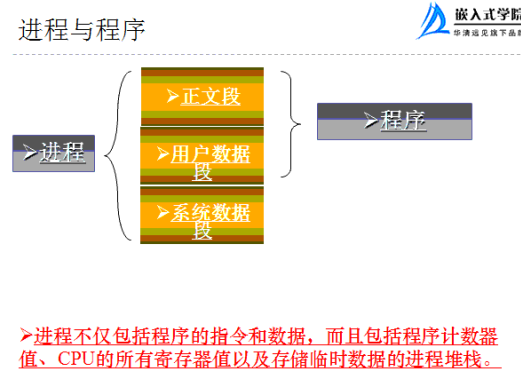 进程与程序
嵌入式学院
华清远见旗下品牌
➢正文段
➢程序
➢进程
➢用户数据
段
➢系统数据
段
➢进程不仅包括程序的指令和数据，而且包括程序计数器
值、CPU的所有寄存器值以及存储临时数据的进程堆栈。